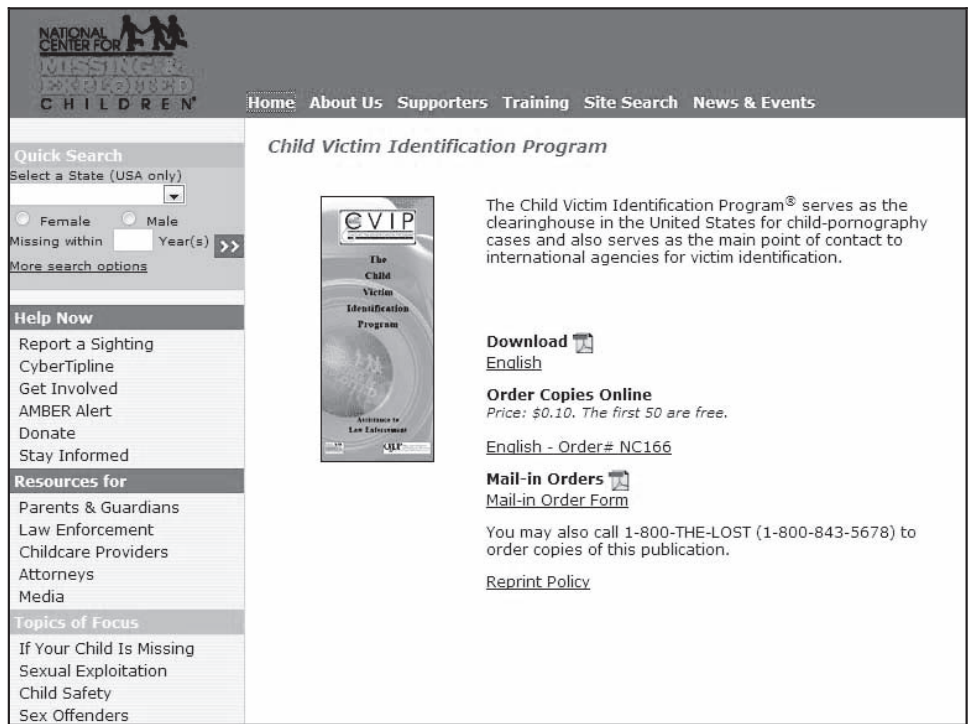 NATIONAL
CENTER FOR
MISSING &
EXPLOITED
CHILDREN®
Home About Us Supporters Training Site Search News & Events
Quick Search
Select a State (USA only)
Female Male
Missing within Year(s) >>
More search options
Help Now
Report a Sighting
CyberTipline
Get Involved
AMBER Alert
Donate
Stay Informed
Resources for
Parents & Guardians
Law Enforcement
Childcare Providers
Attorneys
Media
Topics of Focus
If Your Child Is Missing
Sexual Exploitation
Child Safety
Sex Offenders
Child Victim Identification Program
CVIP
The
Child
Victim
Identification
Program
Assistance to
Law Enforcement
The Child Victim Identification Program® serves as the
clearinghouse in the United States for child-pornography
cases and also serves as the main point of contact to
international agencies for victim identification.
Download
English
Order Copies Online
Price: $0.10. The first 50 are free.
English - Order# NC166
Mail-in Orders
Mail-in Order Form
You may also call 1-800-THE-LOST (1-800-843-5678) to
order copies of this publication.
Reprint Policy